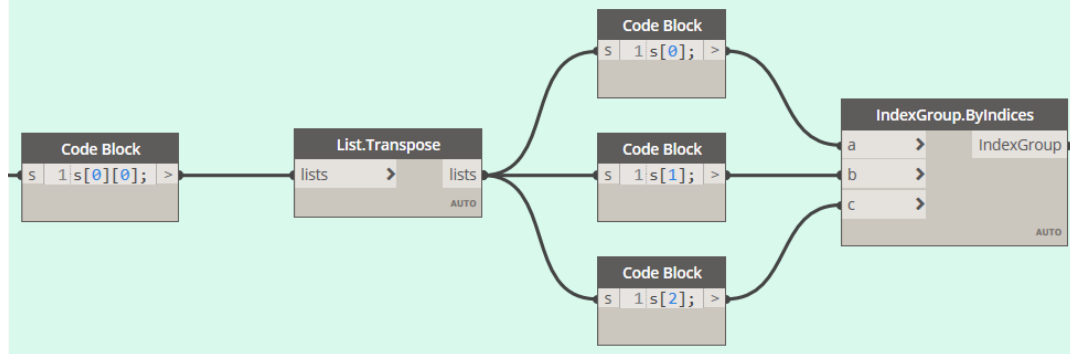 Code Block
s 1 s[0][0]; >
List.Transpose
lists > lists
AUTO
Code Block
s 1 s[0]; >
Code Block
s 1 s[1]; >
Code Block
s 1 s[2]; >
IndexGroup.ByIndices
a > IndexGroup
b >
c >
AUTO